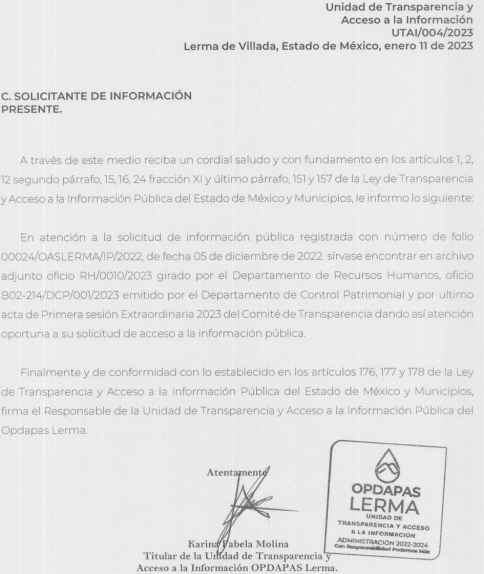 Unidad de Transparencia y
Acceso a la Información
UTAI/004/2023
Lerma de Villada, Estado de México, enero 11 de 2023
C. SOLICITANTE DE INFORMACIÓN
PRESENTE.
A través de este medio reciba un cordial saludo y con fundamento en los artículos 1, 2,
12 segundo párrafo, 15, 16, 24 fracción XI y último párrafo, 151 y 157 de la Ley de Transparencia
y Acceso a la Información Pública del Estado de México y Municipios, le informo lo siguiente:
En atención a la solicitud de información pública registrada con número de folio
00024/OASLERMA/IP/2022, de fecha 05 de diciembre de 2022 sírvase encontrar en archivo
adjunto oficio RH/0010/2023 girado por el Departamento de Recursos Humanos, oficio
B02-214/DCP/001/2023 emitido por el Departamento de Control Patrimonial y por ultimo
acta de Primera sesión Extraordinaria 2023 del Comité de Transparencia dando así atención
oportuna a su solicitud de acceso a la información pública.
Finalmente y de conformidad con lo establecido en los artículos 176, 177 y 178 de la Ley
de Transparencia y Acceso a la Información Pública del Estado de México y Municipios,
firma el Responsable de la Unidad de Transparencia y Acceso a la Información Pública del
Opdapas Lerma.
Atentamente
Karina Fabela Molina
Titular de la Unidad de Transparencia y
Acceso a la Información OPDAPAS Lerma.
OPDAPAS
LERMA
UNIDAD DE
TRANSPARENCIA Y ACCESO
A LA INFORMACIÓN
ADMINISTRACIÓN 2022-2024
Con Responsabilidad Podemos Más